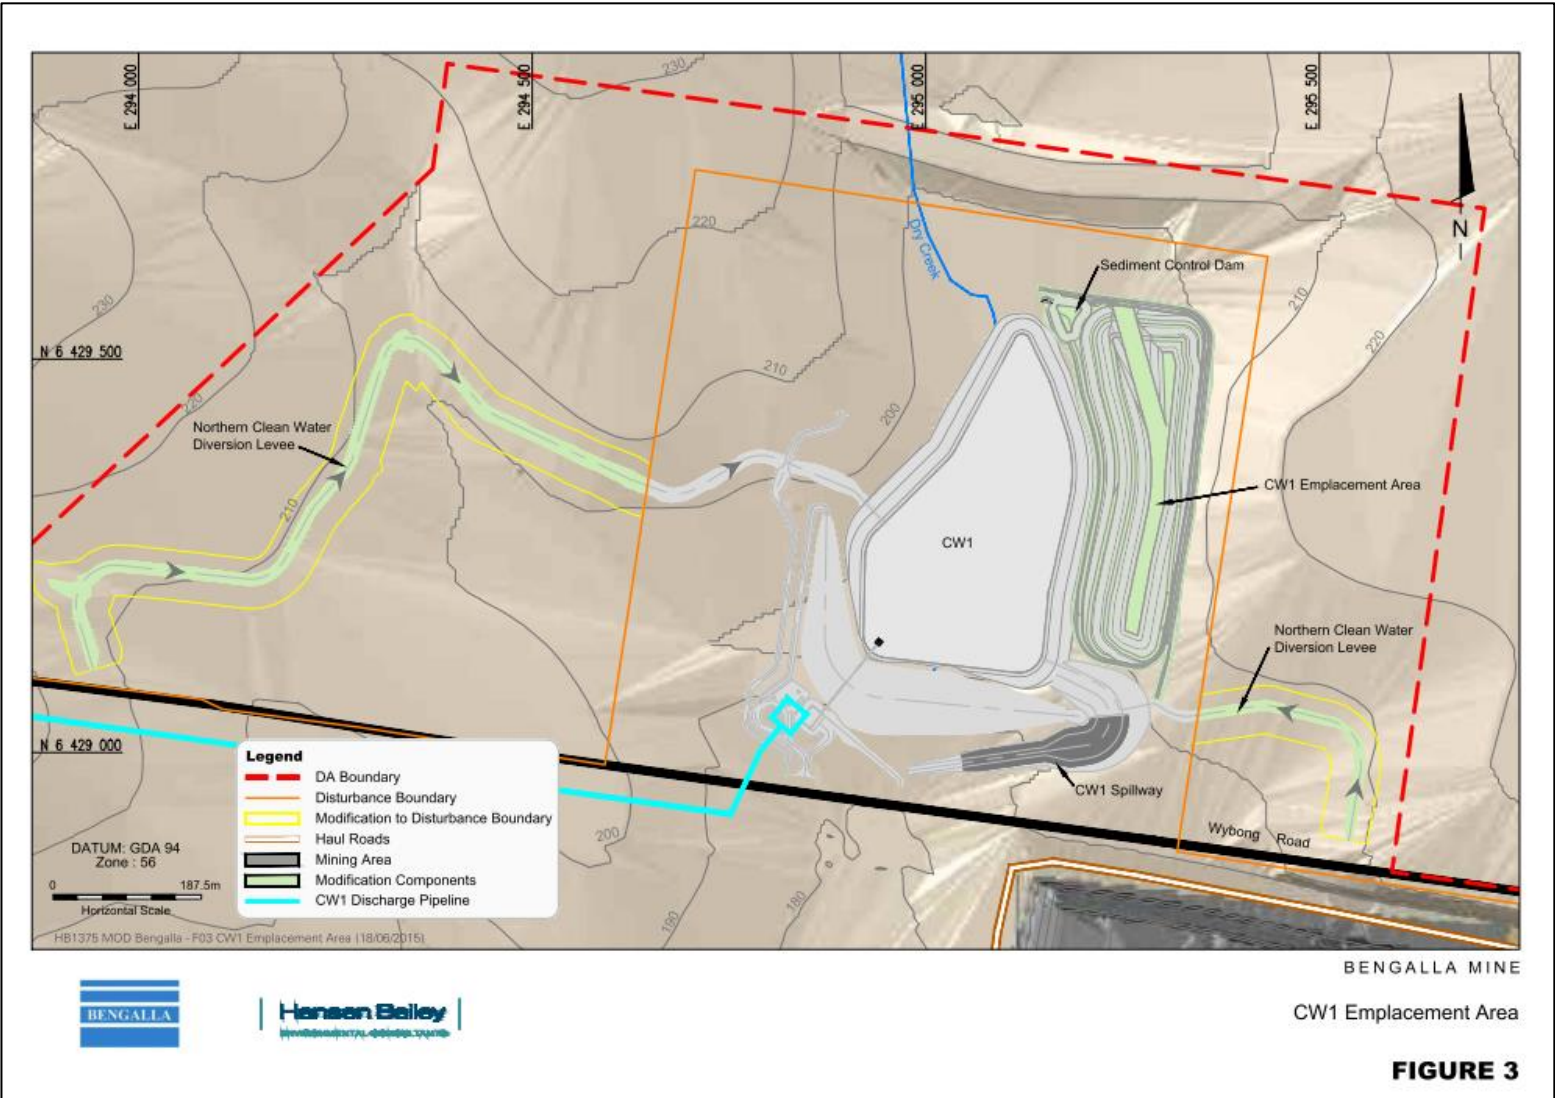 E 294 000
E 294 500
E 295 000
E 295 500
230
220
Dry Creek
N
Sediment Control Dam
230
210
220
N 6 429 500
210
220
200
Northern Clean Water
Diversion Levee
CW1 Emplacement Area
210
CW1
Northern Clean Water
Diversion Levee
N 6 429 000
Legend
DA Boundary
Disturbance Boundary
Modification to Disturbance Boundary
Haul Roads
Mining Area
Modification Components
CW1 Discharge Pipeline
CW1 Spillway
Wybong Road
200
190
180
DATUM: GDA 94
Zone : 56
0 187.5m
Horizontal Scale
HB1375 MOD Bengalla - F03 CW1 Emplacement Area (18/06/2015)
BENGALLA MINE
BENGALLA
Hansen Bailey
ENVIRONMENTAL CONSULTANTS
CW1 Emplacement Area
FIGURE 3